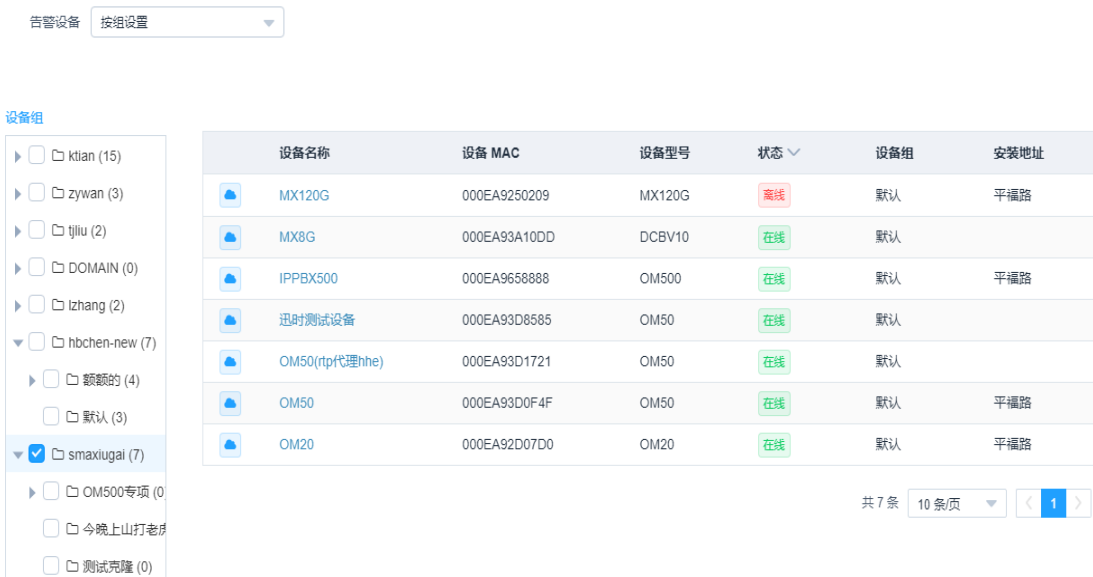 告警设备 按组设置
设备组
ktian (15)
zywan (3)
tjliu (2)
DOMAIN (0)
lzhang (2)
hbchen-new (7)
额额的 (4)
默认 (3)
smaxiugai (7)
OM500专项 (0
今晚上山打老虎
测试克隆 (0)
设备名称 设备 MAC 设备型号 状态 设备组 安装地址
MX120G 000EA9250209 MX120G 离线 默认 平福路
MX8G 000EA93A10DD DCBV10 在线 默认
IPPBX500 000EA9658888 OM500 在线 默认 平福路
迅时测试设备 000EA93D8585 OM50 在线 默认
OM50(rtp代理hhe) 000EA93D1721 OM50 在线 默认
OM50 000EA93D0F4F OM50 在线 默认 平福路
OM20 000EA92D07D0 OM20 在线 默认 平福路
共 7 条 10 条/页 1